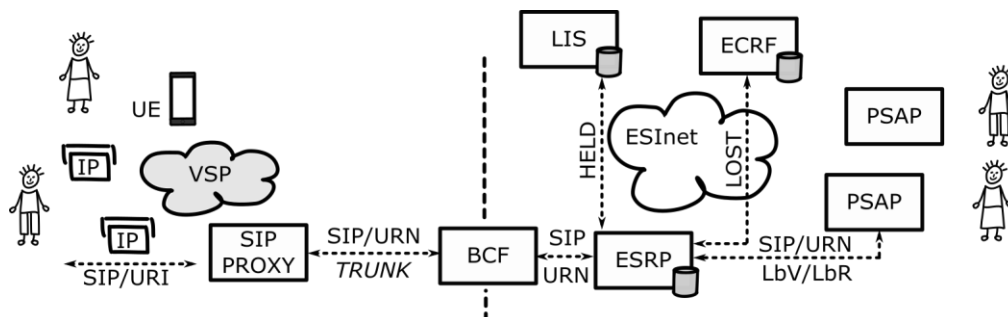 LIS
ECRF
UE
IP
VSP
HELD
ESInet
LOST
PSAP
PSAP
IP
SIP
PROXY
SIP/URI
SIP/URN
TRUNK
BCF
SIP
URN
ESRP
SIP/URN
LbV/LbR